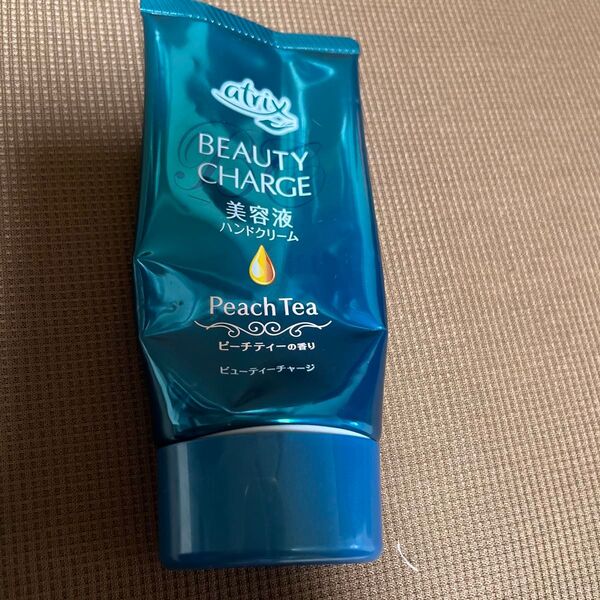 atrix
BEAUTY
CHARGE
美容液
ハンドクリーム
Peach Tea
ピーチティーの香り
ビューティーチャージ